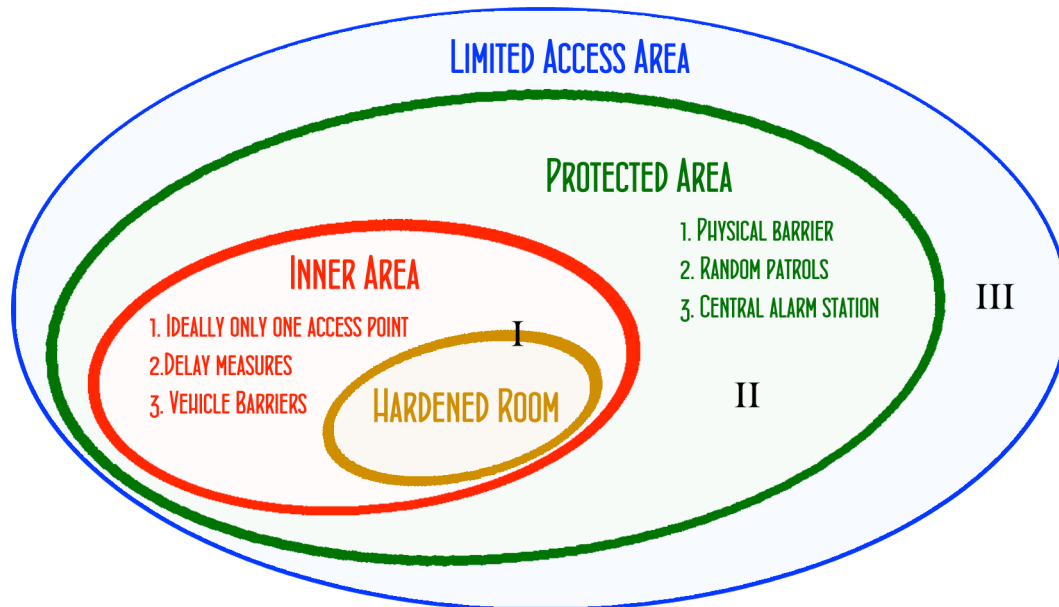 LIMITED ACCESS AREA
PROTECTED AREA
1. PHYSICAL BARRIER
2. RANDOM PATROLS
3. CENTRAL ALARM STATION
INNER AREA
1. IDEALLY ONLY ONE ACCESS POINT
2.DELAY MEASURES
3. VEHICLE BARRIERS
HARDENED ROOM
I
II
III